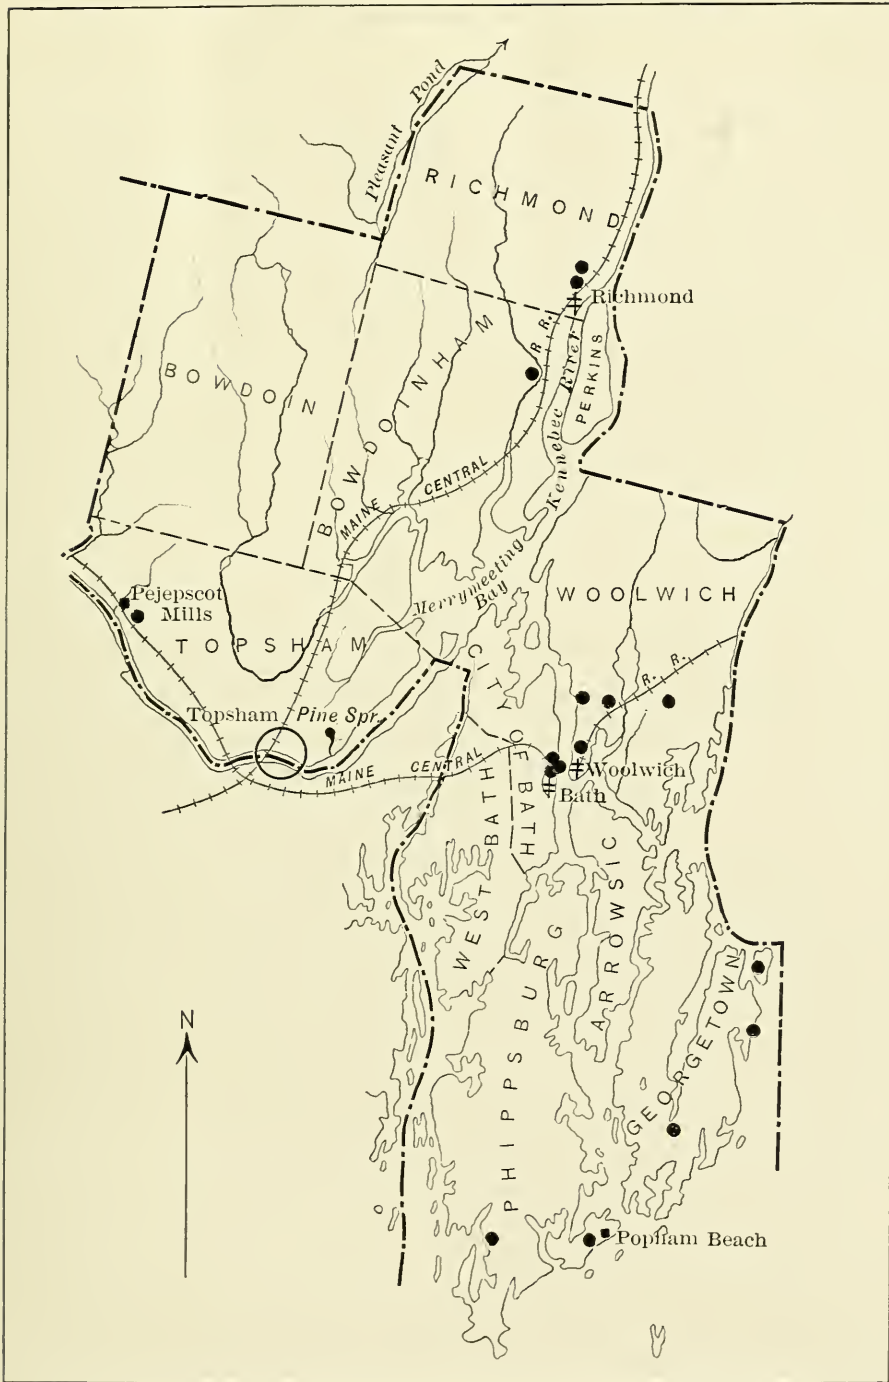 Pleasant Pond
RICHMOND
Richmond
R. R.
Kennebec River
PERKINS
BOWDOIN
BOWDOINHAM
MAINE CENTRAL
Merrymeeting
Bay
WOOLWICH
Pejepscot
Mills
TOPSHAM
R. R.
CITY OF BATH
Topsham
Pine Spr.
MAINE CENTRAL
Woolwich
Bath
WEST BATH
ARROWSIC
PHIPPSBURG
GEORGETOWN
N
Popham Beach